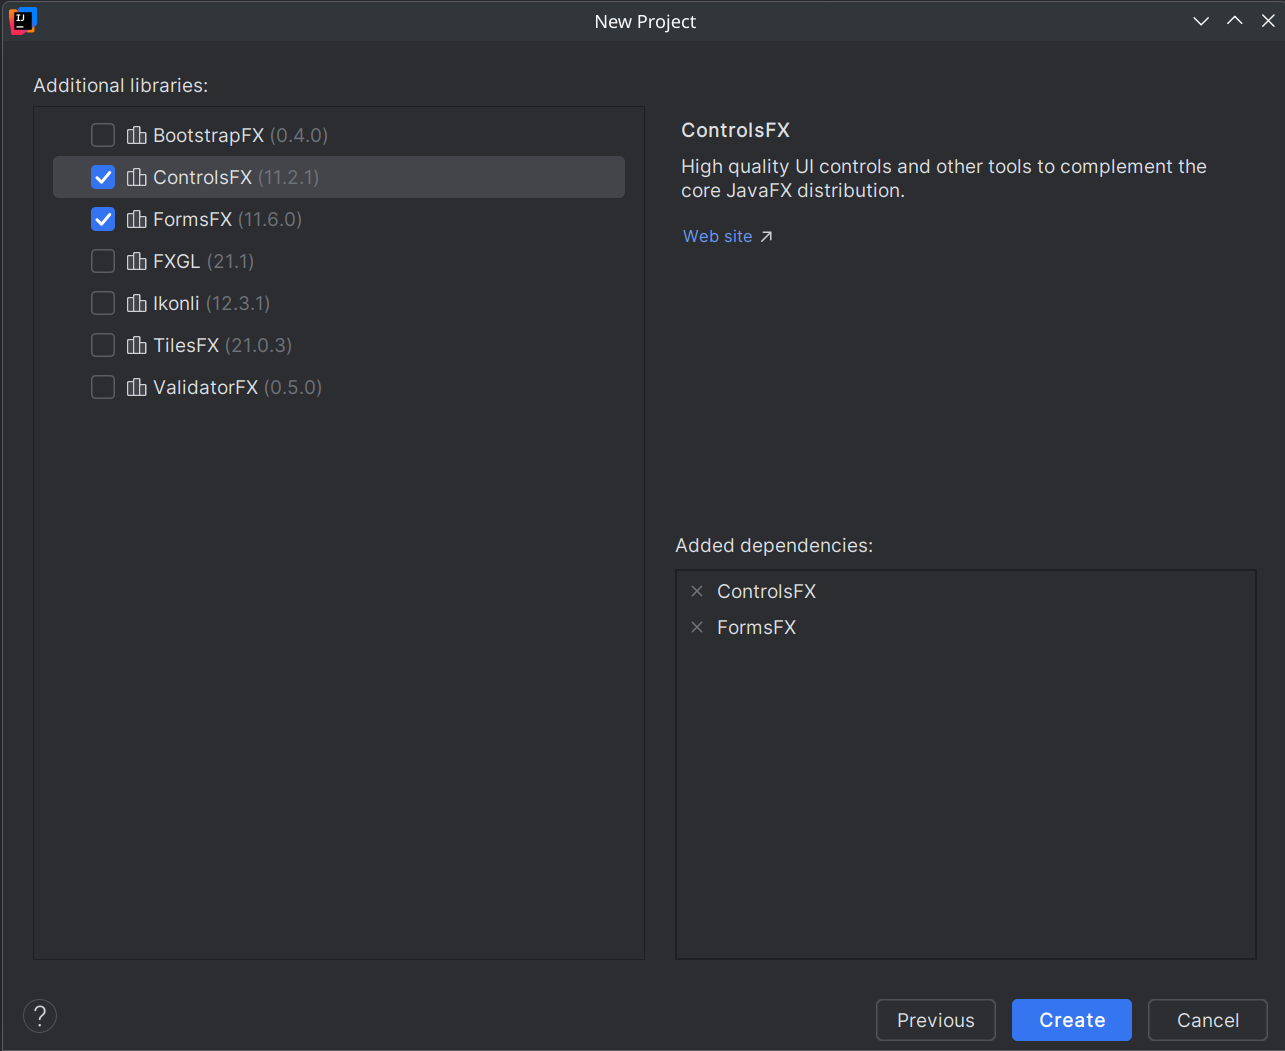 New Project
Additional libraries:
BootstrapFX (0.4.0)
ControlsFX (11.2.1)
FormsFX (11.6.0)
FXGL (21.1)
Ikonli (12.3.1)
TilesFX (21.0.3)
ValidatorFX (0.5.0)
ControlsFX
High quality UI controls and other tools to complement the
core JavaFX distribution.
Web site ↗
Added dependencies:
ControlsFX
FormsFX
?
Previous
Create
Cancel